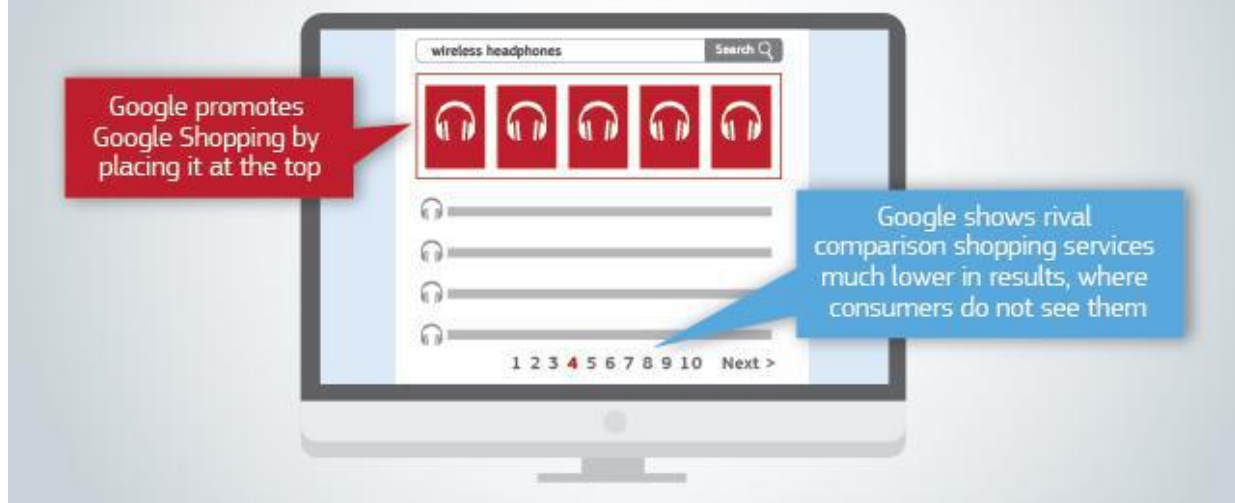 wireless headphones
Search
Google promotes
Google Shopping by
placing it at the top
Google shows rival
comparison shopping services
much lower in results, where
consumers do not see them
1 2 3 4 5 6 7 8 9 10 Next >